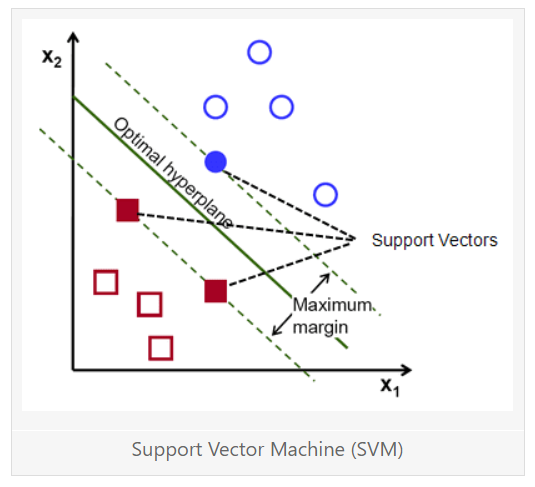 x2
Optimal hyperplane
Support Vectors
Maximum
margin
x1
Support Vector Machine (SVM)